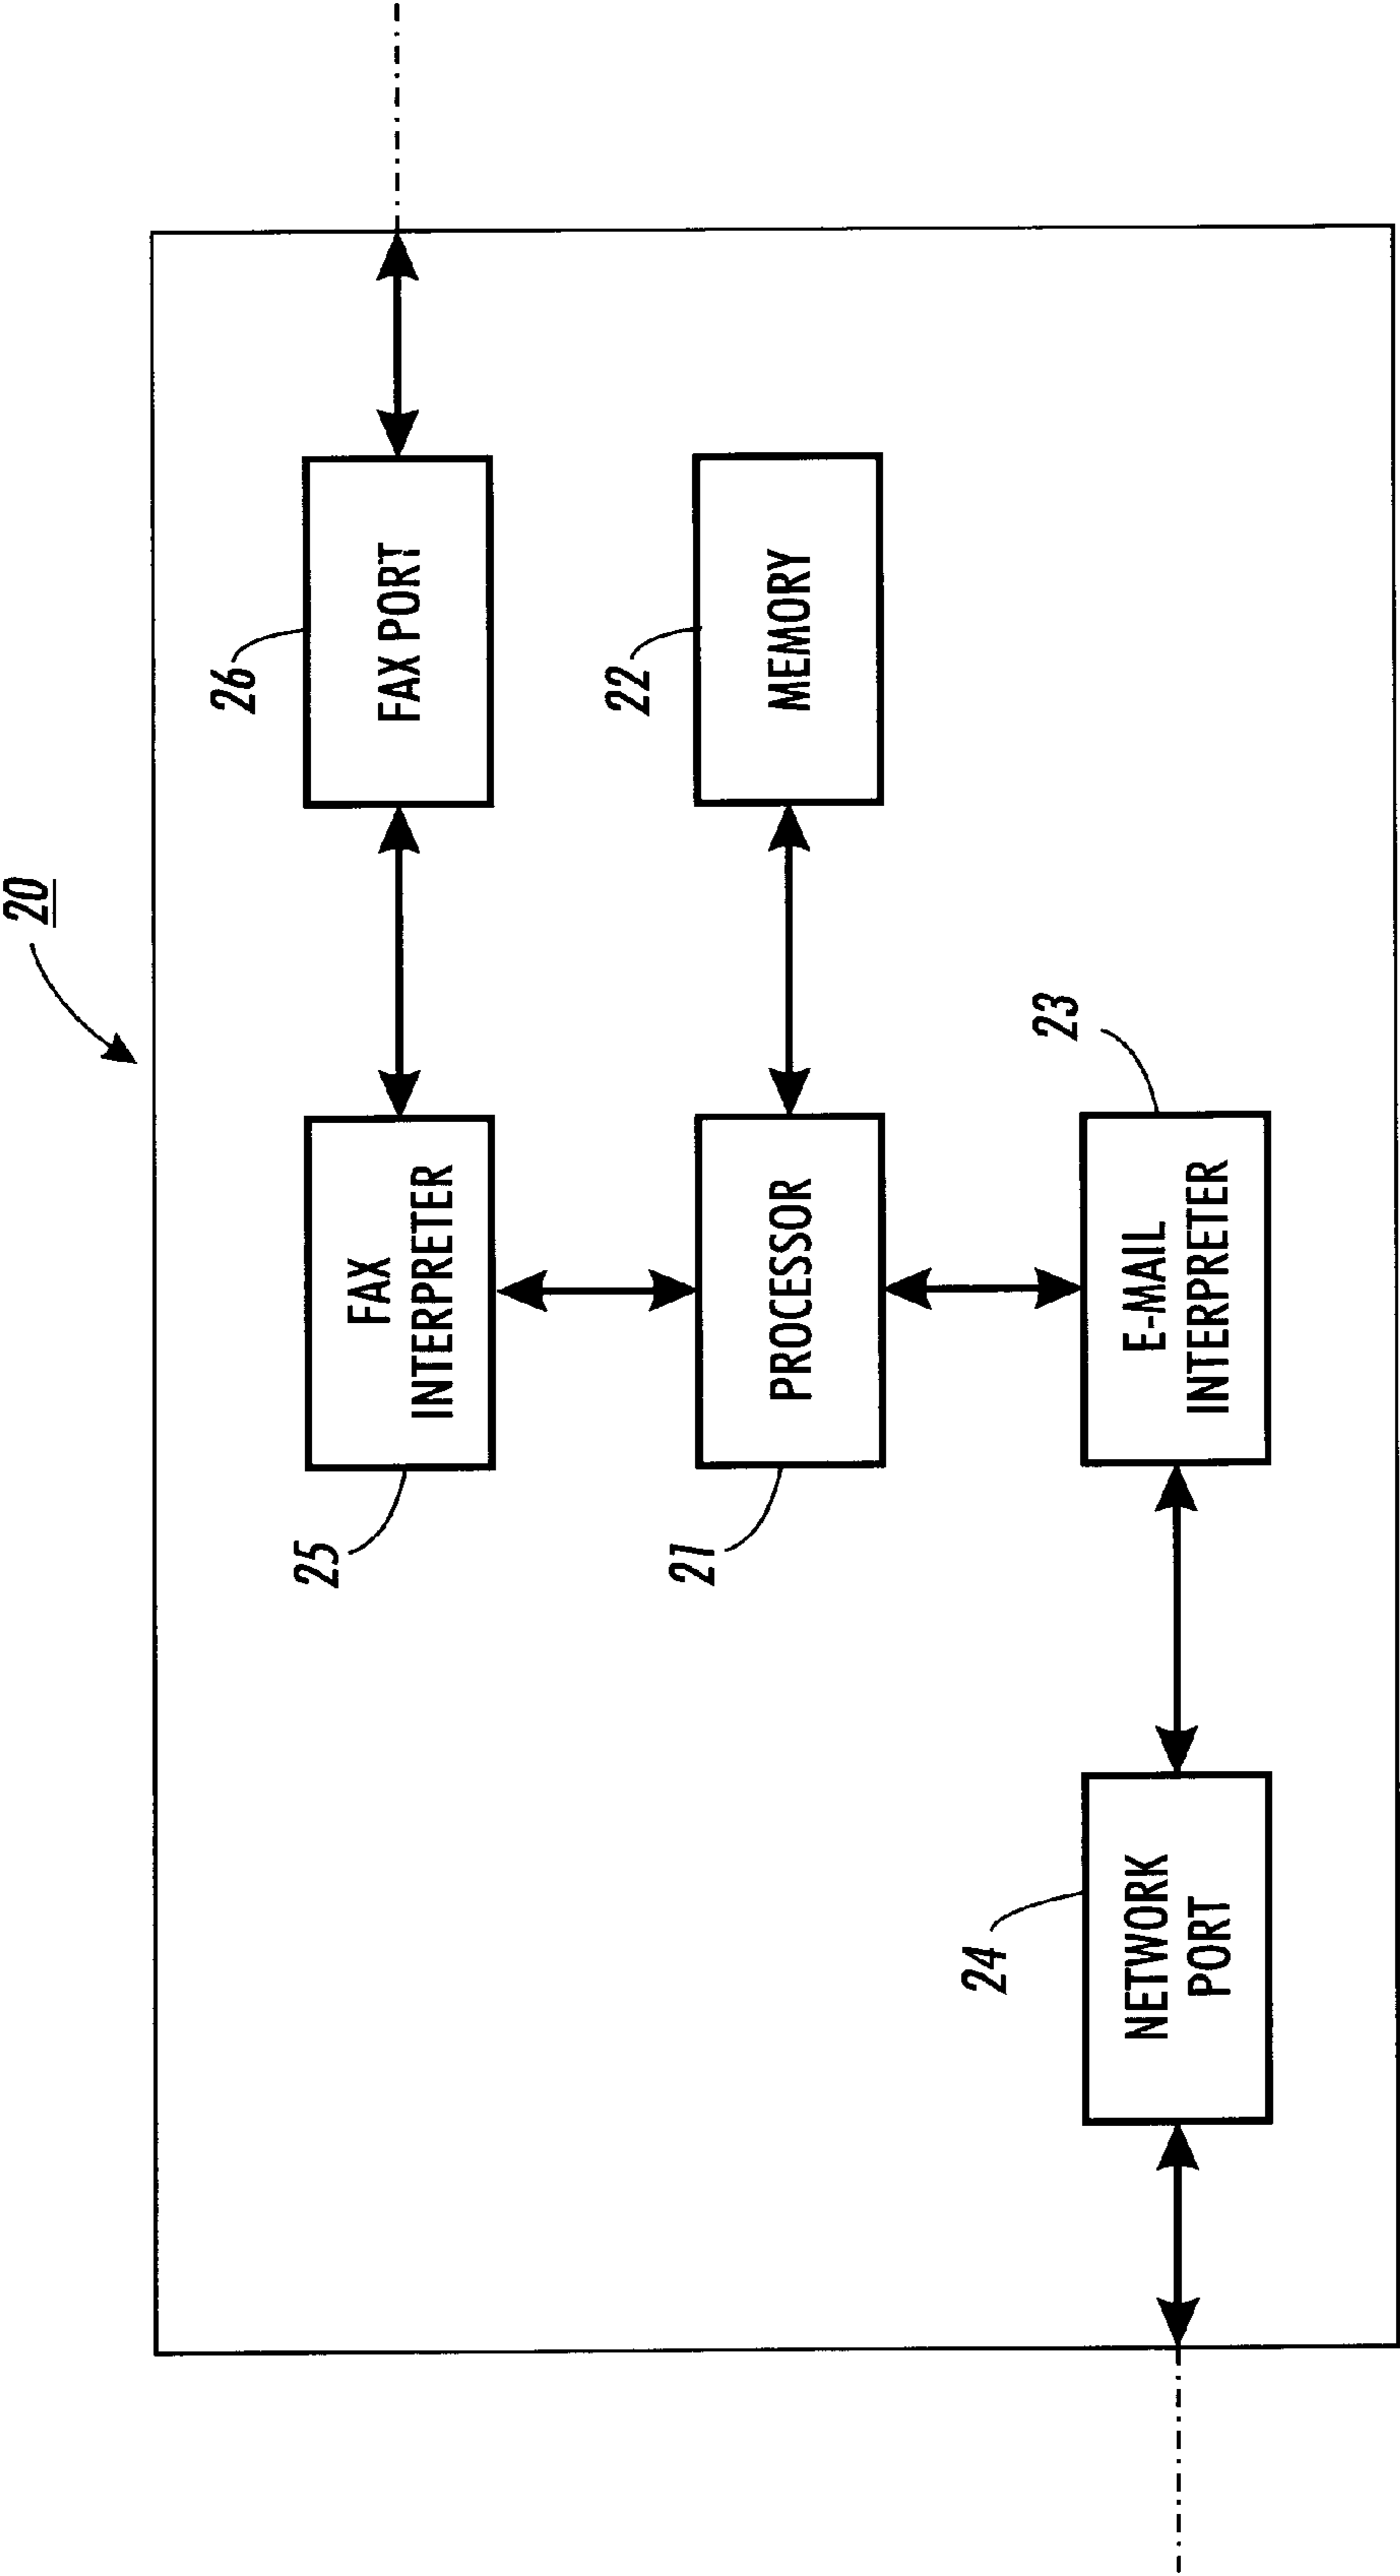 20
25
FAX
INTERPRETER
26
FAX PORT
21
PROCESSOR
22
MEMORY
24
NETWORK
PORT
23
E-MAIL
INTERPRETER